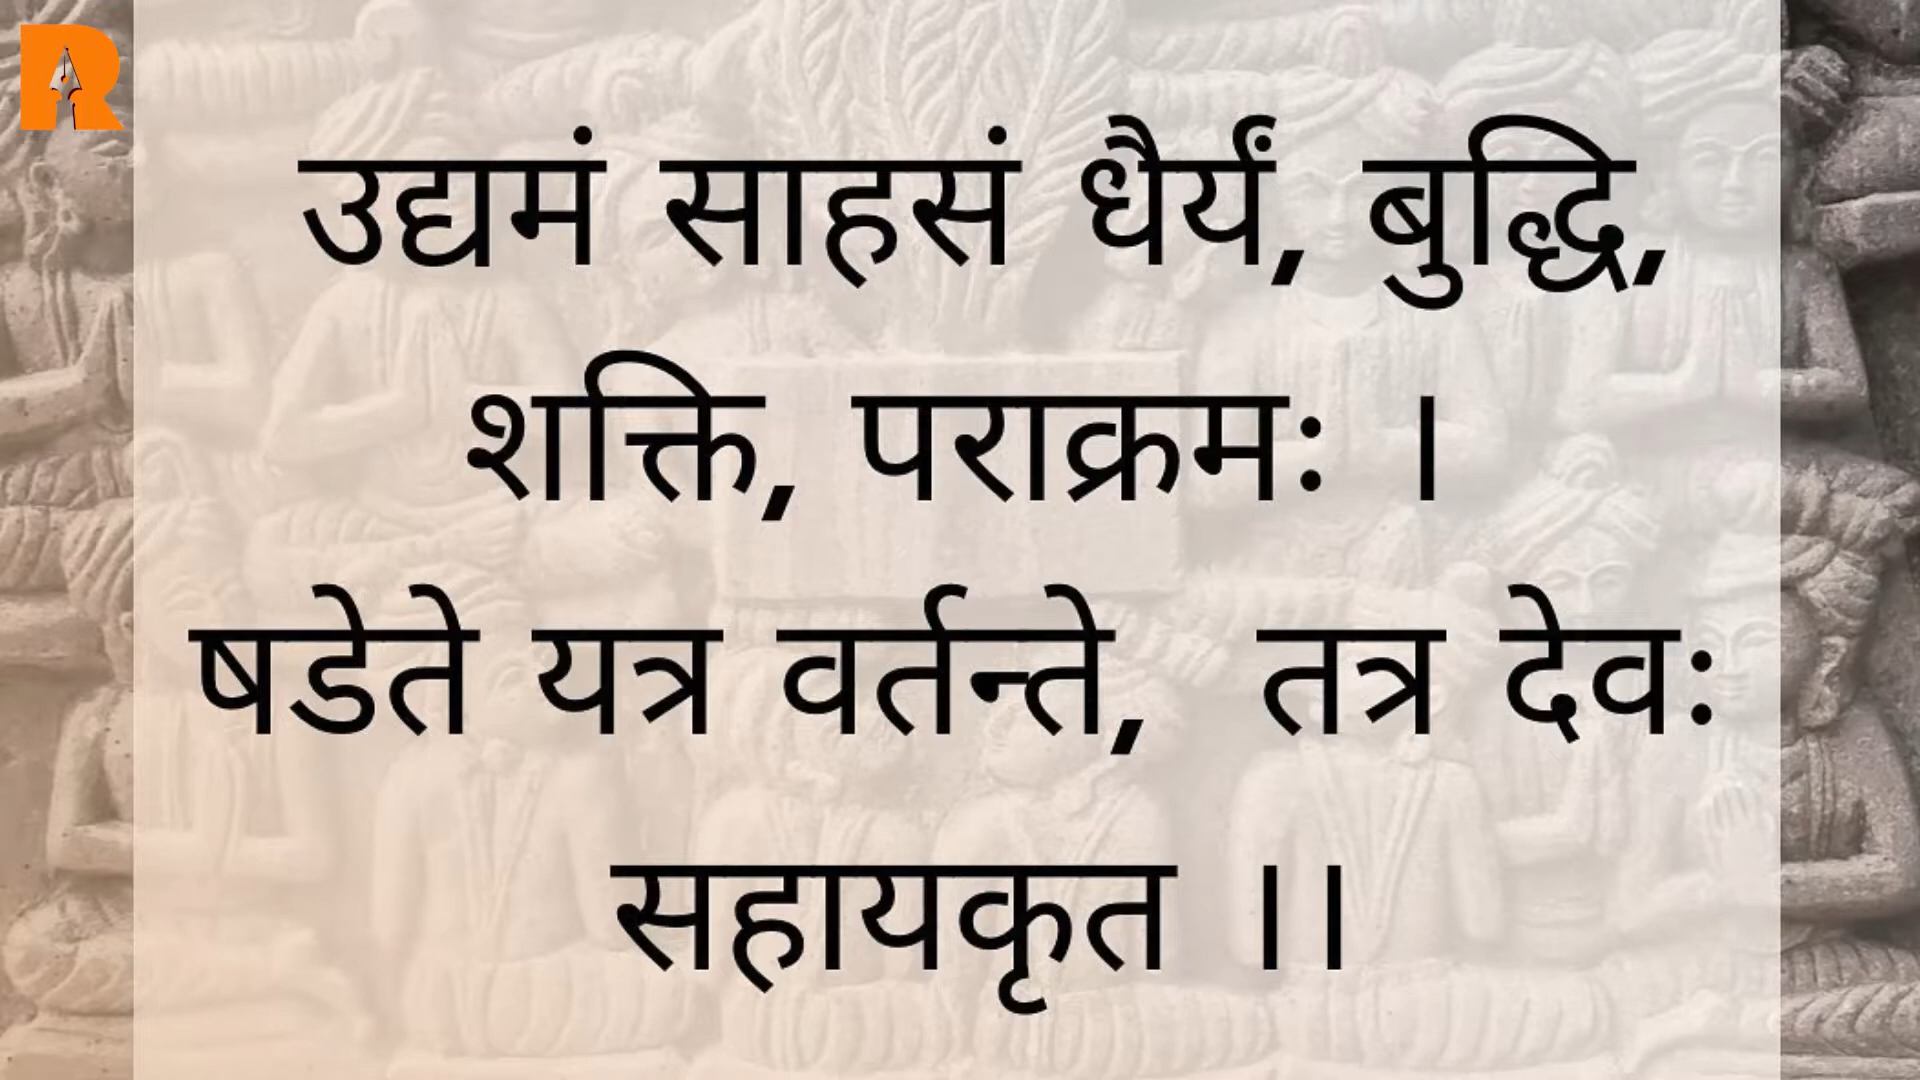 उद्यमं साहसं धैर्यं, बुद्धि,
शक्ति, पराक्रमः ।
षडेते यत्र वर्तन्ते, तत्र देवः
सहायकृत ।।